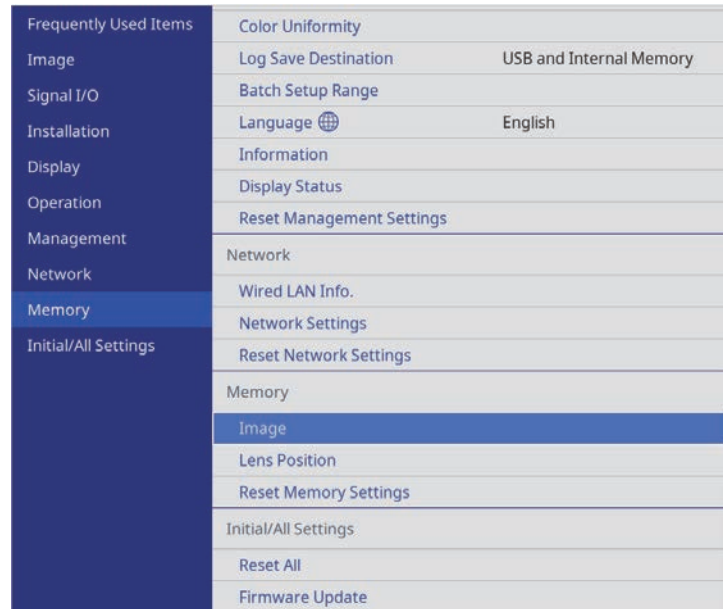 Frequently Used Items
Image
Signal I/O
Installation
Display
Operation
Management
Network
Memory
Initial/All Settings
Color Uniformity
Log Save Destination USB and Internal Memory
Batch Setup Range
Language English
Information
Display Status
Reset Management Settings
Network
Wired LAN Info.
Network Settings
Reset Network Settings
Memory
Image
Lens Position
Reset Memory Settings
Initial/All Settings
Reset All
Firmware Update